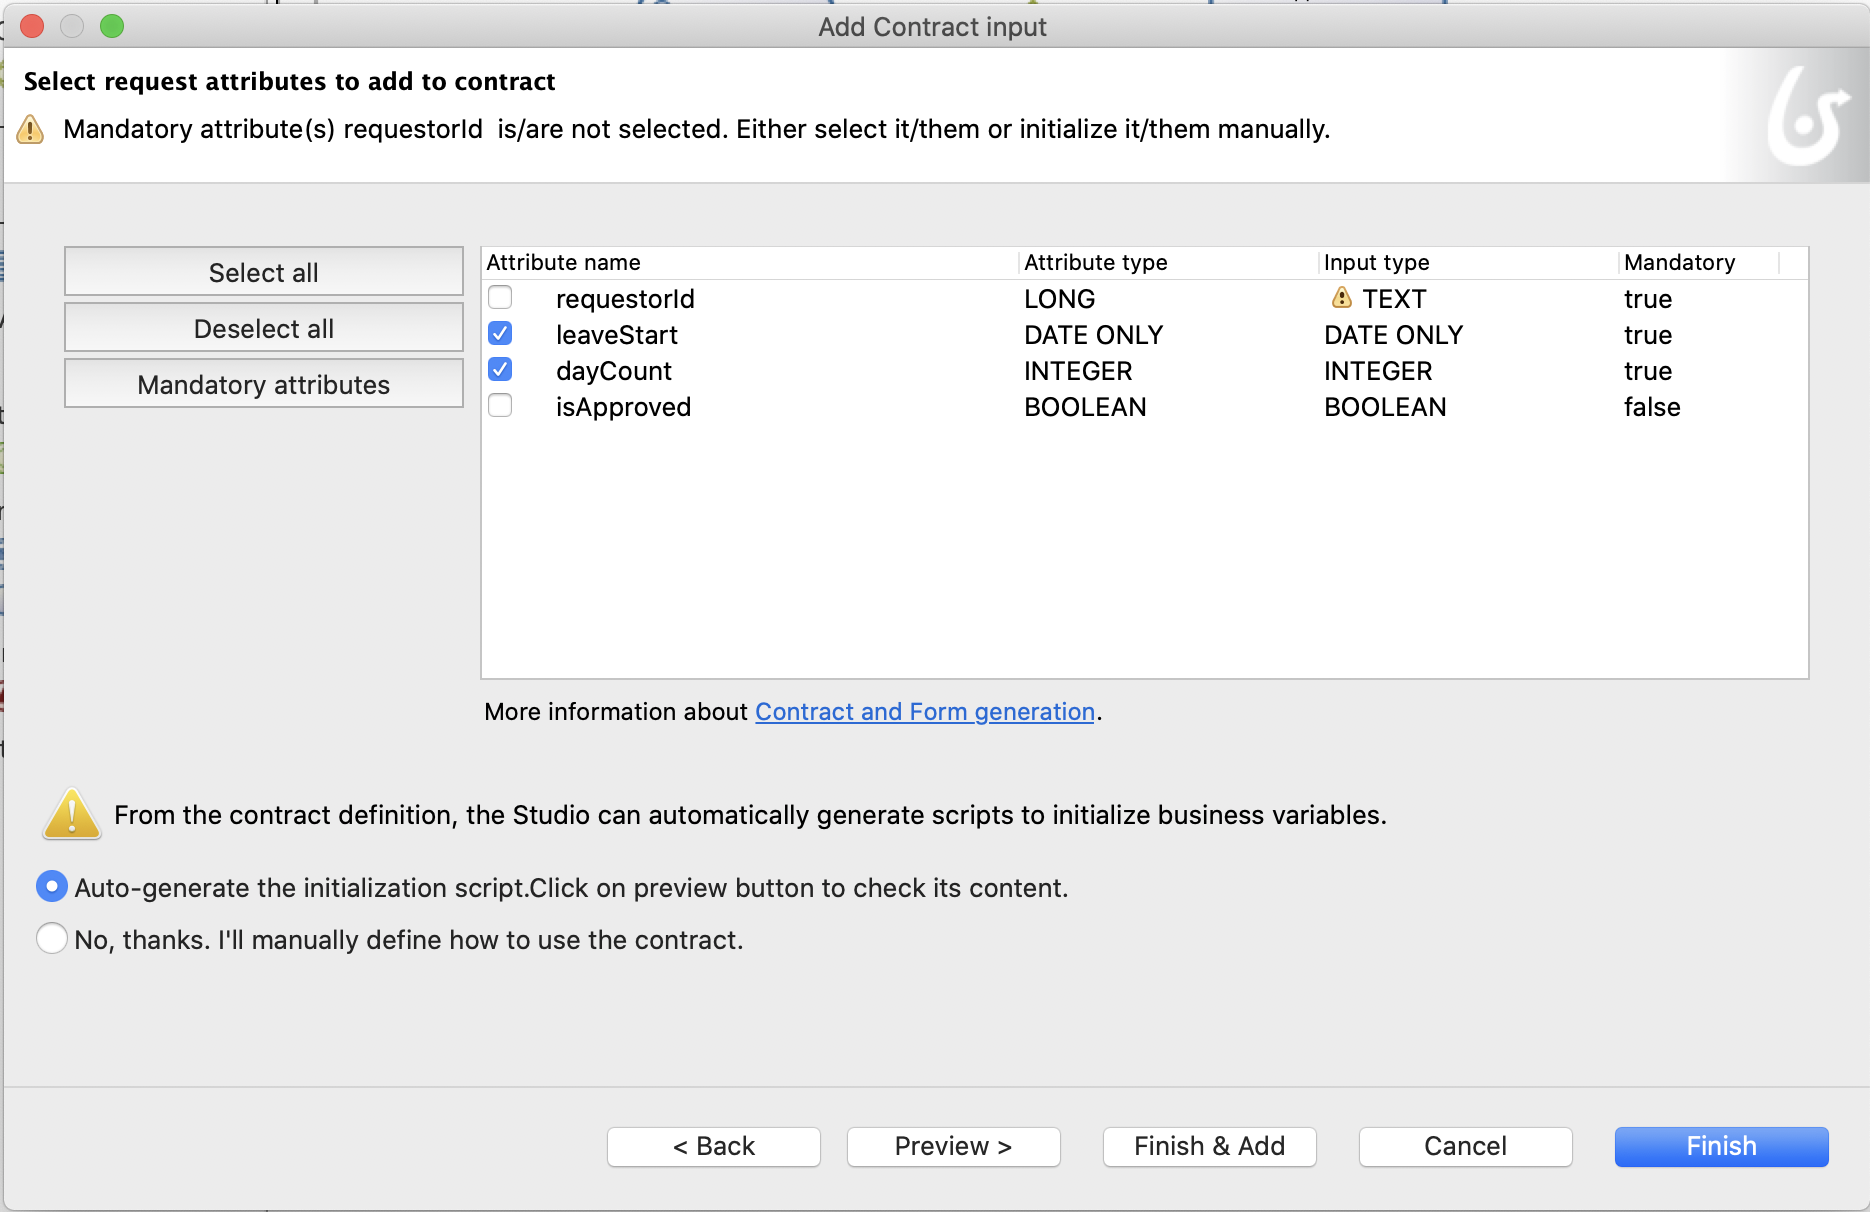 Add Contract input
Select request attributes to add to contract
Mandatory attribute(s) requestorId  is/are not selected. Either select it/them or initialize it/them manually.
Select all
Deselect all
Mandatory attributes
Attribute name Attribute type Input type Mandatory
requestorId LONG TEXT true
leaveStart DATE ONLY DATE ONLY true
dayCount INTEGER INTEGER true
isApproved BOOLEAN BOOLEAN false
More information about Contract and Form generation.
From the contract definition, the Studio can automatically generate scripts to initialize business variables.
Auto-generate the initialization script.Click on preview button to check its content.
No, thanks. I'll manually define how to use the contract.
< Back Preview > Finish & Add Cancel Finish